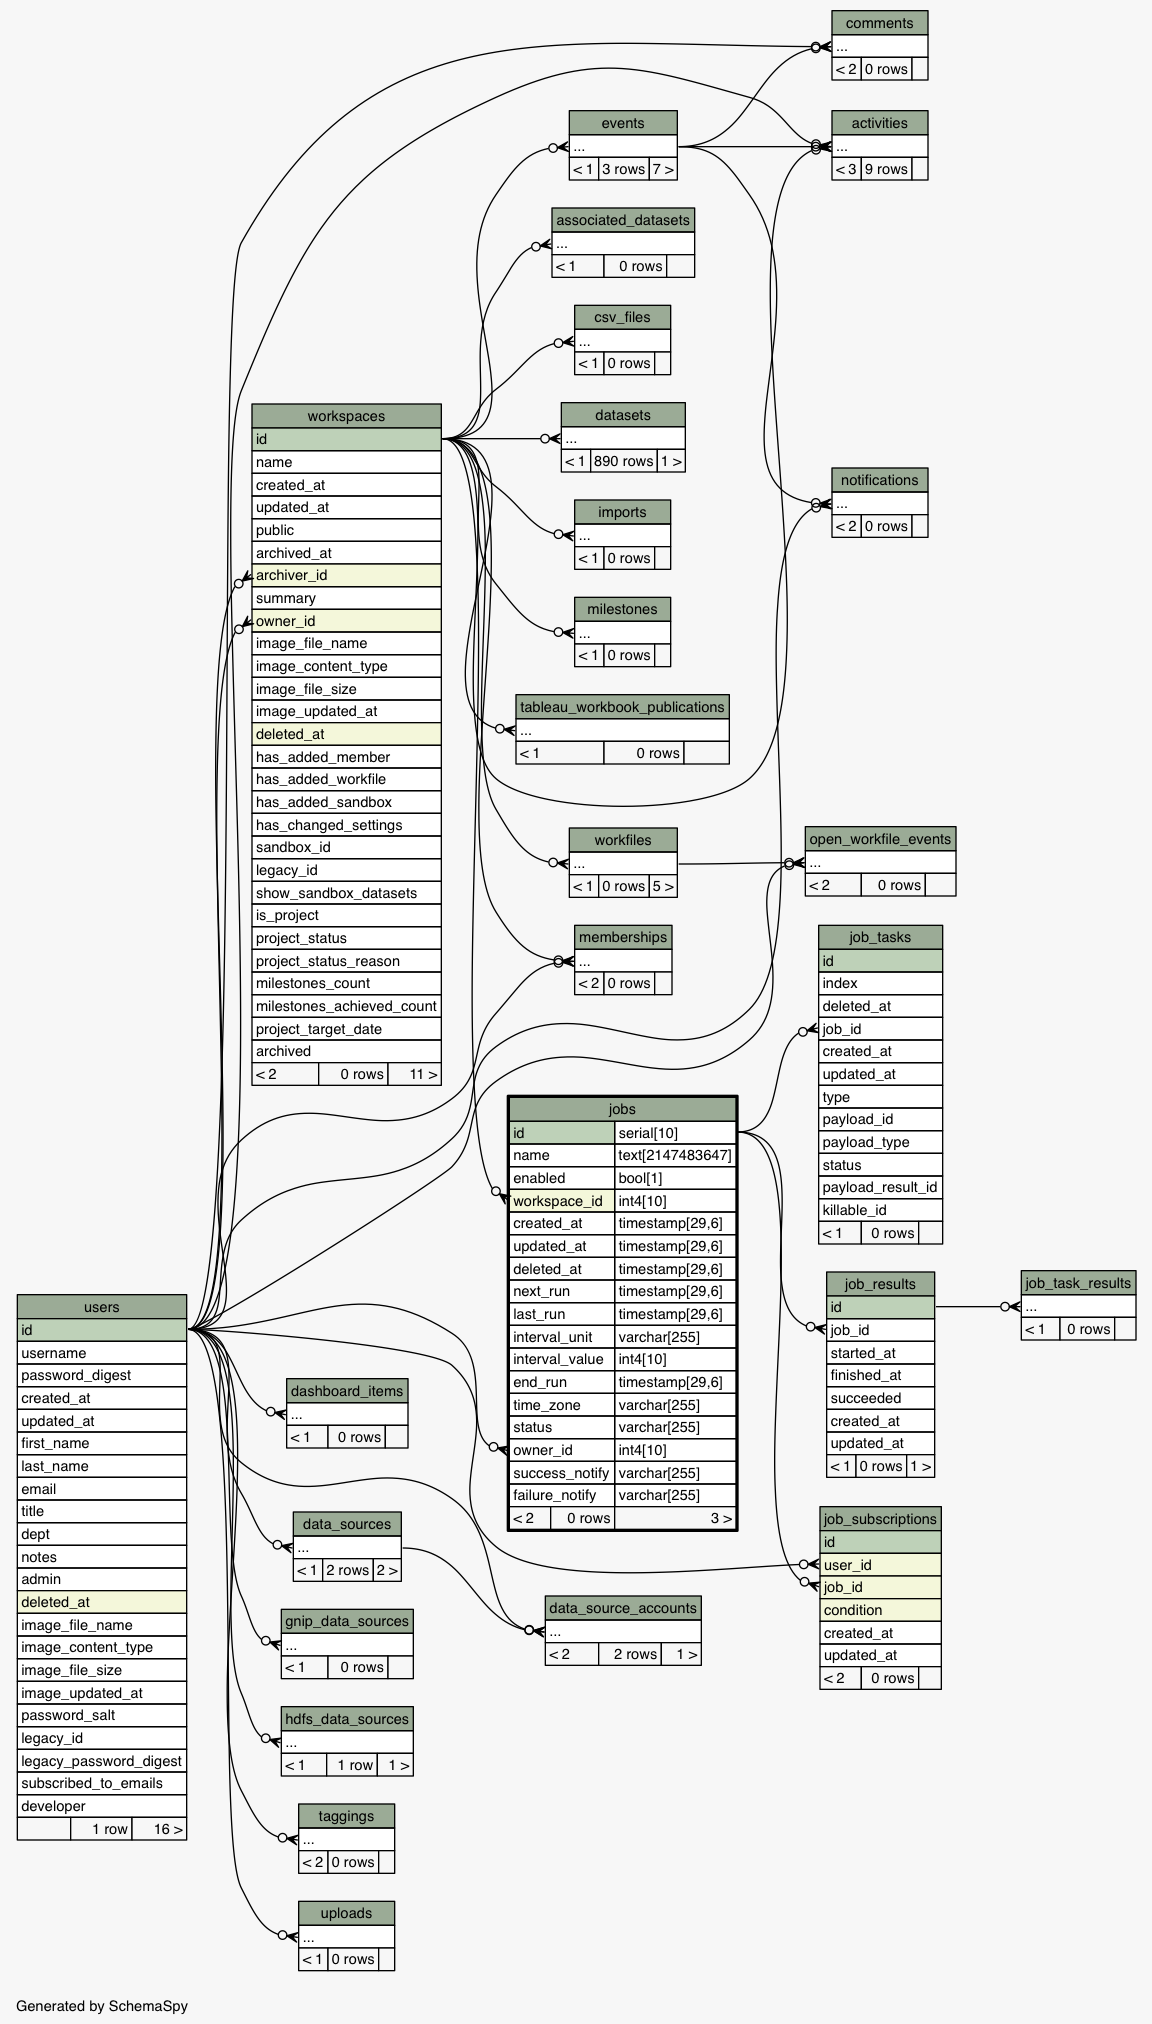 comments
...
< 2 0 rows
events
...
< 1 3 rows 7 >
activities
...
< 3 9 rows
associated_datasets
...
< 1 0 rows
csv_files
...
< 1 0 rows
datasets
...
< 1 890 rows 1 >
imports
...
< 1 0 rows
notifications
...
< 2 0 rows
milestones
...
< 1 0 rows
tableau_workbook_publications
...
< 1 0 rows
workspaces
id
name
created_at
updated_at
public
archived_at
archiver_id
summary
owner_id
image_file_name
image_content_type
image_file_size
image_updated_at
deleted_at
has_added_member
has_added_workfile
has_added_sandbox
has_changed_settings
sandbox_id
legacy_id
show_sandbox_datasets
is_project
project_status
project_status_reason
milestones_count
milestones_achieved_count
project_target_date
archived
< 2 0 rows 11 >
workfiles
...
< 1 0 rows 5 >
open_workfile_events
...
< 2 0 rows
memberships
...
< 2 0 rows
job_tasks
id
index
deleted_at
job_id
created_at
updated_at
type
payload_id
payload_type
status
payload_result_id
killable_id
< 1 0 rows
jobs
id serial[10]
name text[2147483647]
enabled bool[1]
workspace_id int4[10]
created_at timestamp[29,6]
updated_at timestamp[29,6]
deleted_at timestamp[29,6]
next_run timestamp[29,6]
last_run timestamp[29,6]
interval_unit varchar[255]
interval_value int4[10]
end_run timestamp[29,6]
time_zone varchar[255]
status varchar[255]
owner_id int4[10]
success_notify varchar[255]
failure_notify varchar[255]
< 2 0 rows 3 >
job_results
id
job_id
started_at
finished_at
succeeded
created_at
updated_at
< 1 0 rows 1 >
job_task_results
...
< 1 0 rows
users
id
username
password_digest
created_at
updated_at
first_name
last_name
email
title
dept
notes
admin
deleted_at
image_file_name
image_content_type
image_file_size
image_updated_at
password_salt
legacy_id
legacy_password_digest
subscribed_to_emails
developer
1 row 16 >
dashboard_items
...
< 1 0 rows
data_sources
...
< 1 2 rows 2 >
job_subscriptions
id
user_id
job_id
condition
created_at
updated_at
< 2 0 rows
data_source_accounts
...
< 2 2 rows 1 >
gnip_data_sources
...
< 1 0 rows
hdfs_data_sources
...
< 1 1 row 1 >
taggings
...
< 2 0 rows
uploads
...
< 1 0 rows
Generated by SchemaSpy